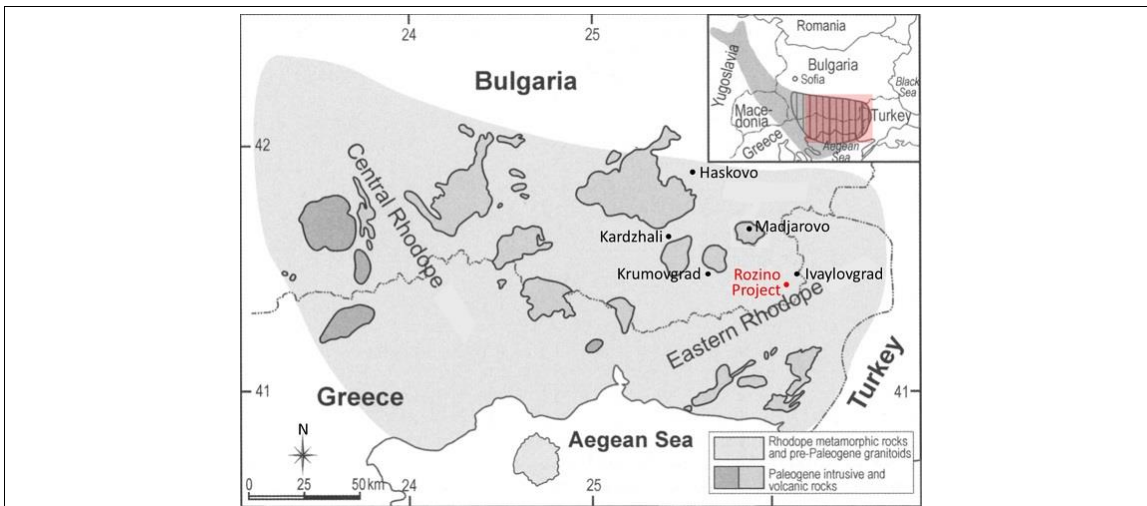 24
25
Bulgaria
42
Central Rhodope
Haskovo
Kardzhali
Madjarovo
Krumovgrad
Rozino
Project
Ivaylovgrad
Eastern Rhodope
41
Greece
Turkey
41
Aegean Sea
N
0 25 50 km
24
25
Romania
Yugoslavia
Bulgaria
Sofia
Black
Sea
Mace-
donia
Turkey
Greece
Aegean
Sea
Rhodope metamorphic rocks
and pre-Paleogene granitoids
Paleogene intrusive and
volcanic rocks